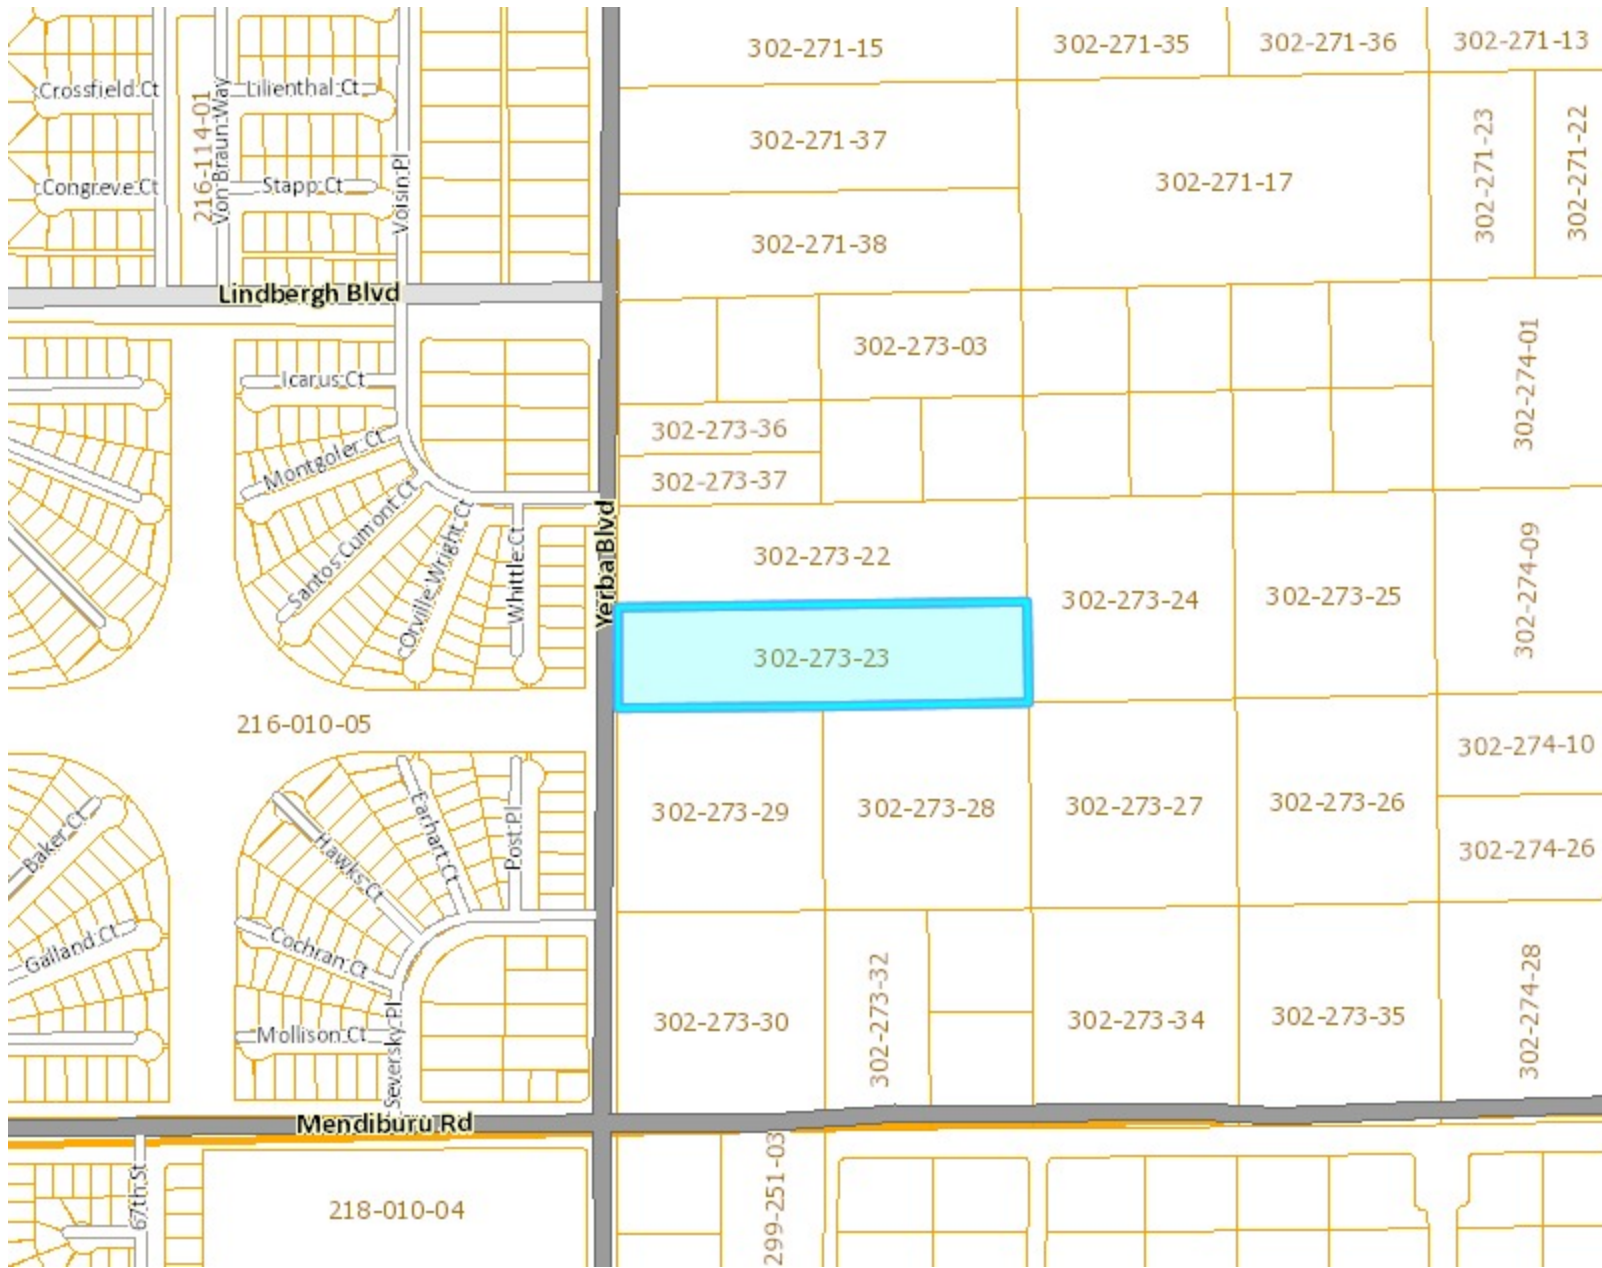 302-271-15
302-271-35
302-271-36
302-271-13
Crossfield Ct
216-114-01
Von Braun Way
Lilienthal Ct
302-271-37
302-271-23
302-271-22
Congreve Ct
Stapp Ct
Voisin Pl
302-271-17
302-271-38
Lindbergh Blvd
302-273-03
302-274-01
Icarus Ct
Montgoler Ct
302-273-36
302-273-37
Santos Cumont Ct
Orville Wright Ct
Whittle Ct
Yerba Blvd
302-273-22
302-273-24
302-273-25
302-274-09
302-273-23
216-010-05
302-274-10
Baker Ct
Hawks Ct
Earhart Ct
Post Pl
302-273-29
302-273-28
302-273-27
302-273-26
302-274-26
Galland Ct
Cochran Ct
302-273-30
302-273-32
302-273-34
302-273-35
302-274-28
Mollison Ct
Seversky Pl
Mendiburu Rd
67th St
218-010-04
299-251-03